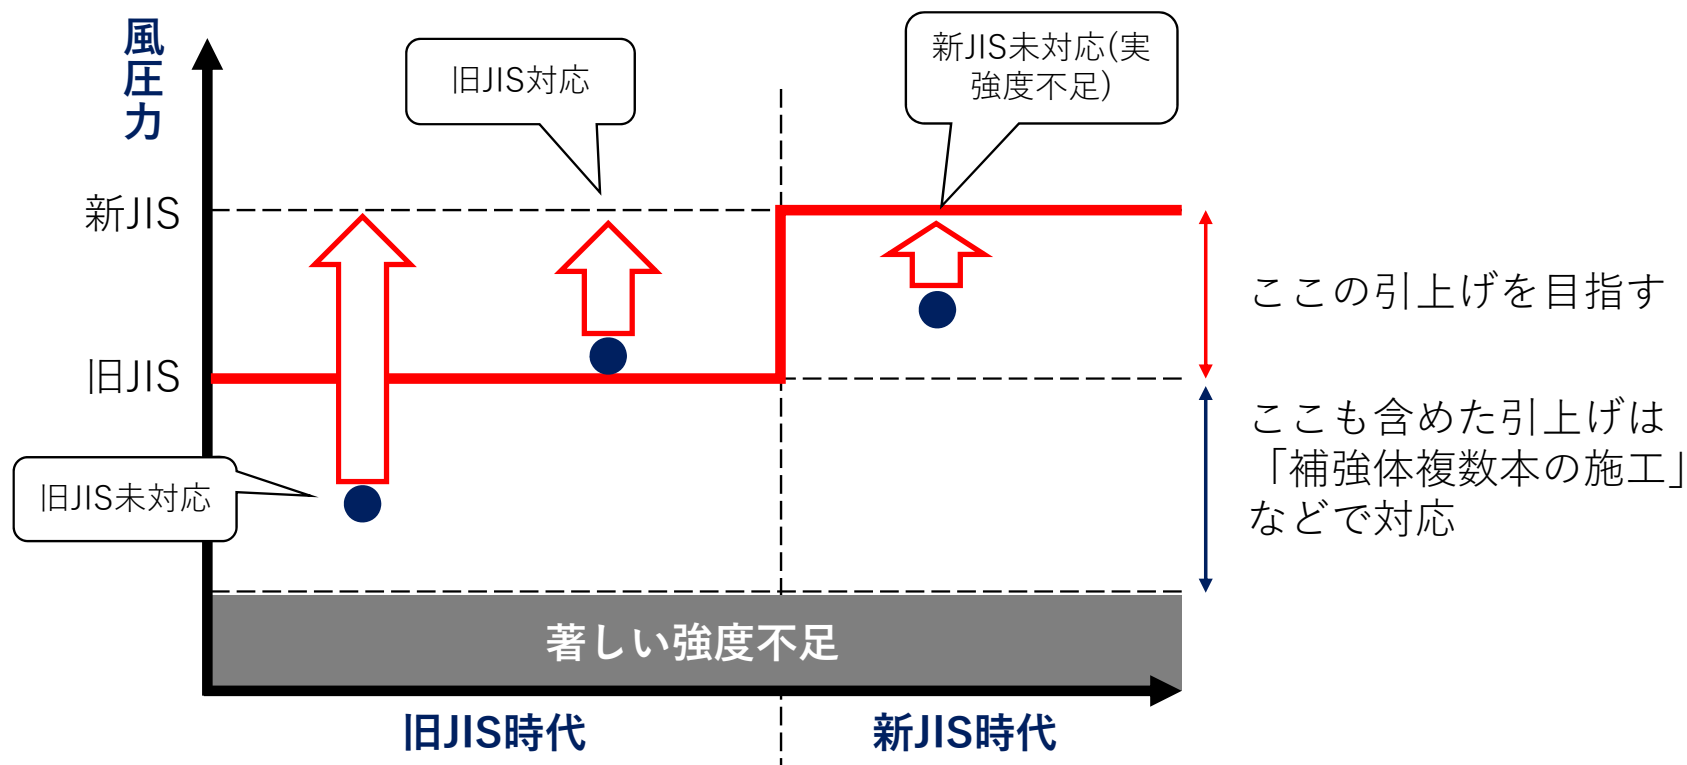 風圧力
旧JIS対応
新JIS未対応(実
強度不足)
新JIS
旧JIS
旧JIS未対応
ここの引上げを目指す
ここも含めた引上げは
「補強体複数本の施工」
などで対応
著しい強度不足
旧JIS時代
新JIS時代